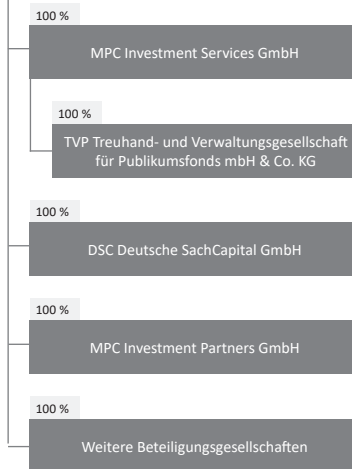 100 %
MPC Investment Services GmbH
100 %
TVP Treuhand- und Verwaltungsgesellschaft
für Publikumsfonds mbH & Co. KG
100 %
DSC Deutsche SachCapital GmbH
100 %
MPC Investment Partners GmbH
100 %
Weitere Beteiligungsgesellschaften